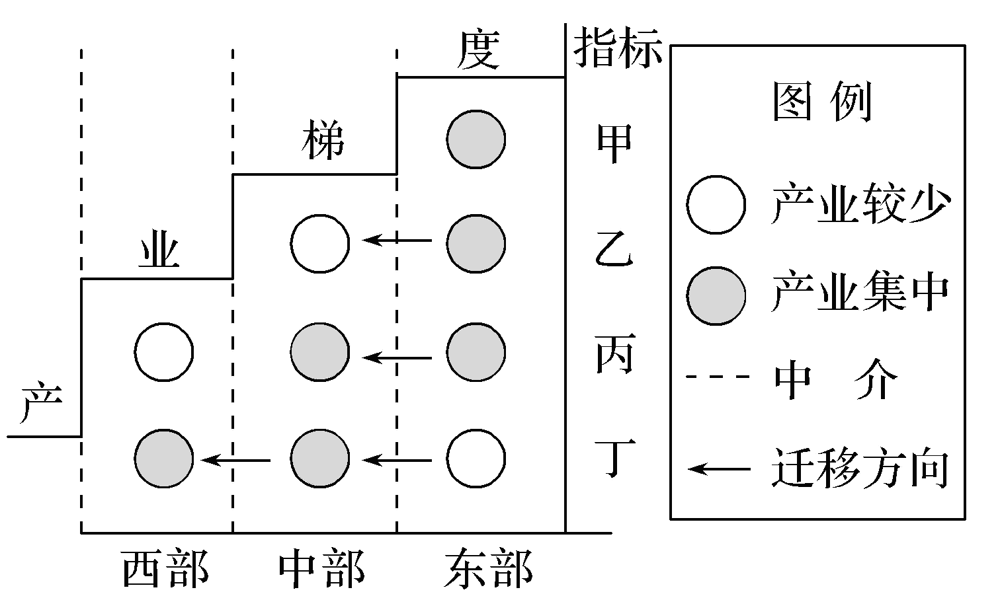 度
指标
梯
甲
业
乙
产
丙
丁
西部
中部
东部
图例
产业较少
产业集中
中介
迁移方向